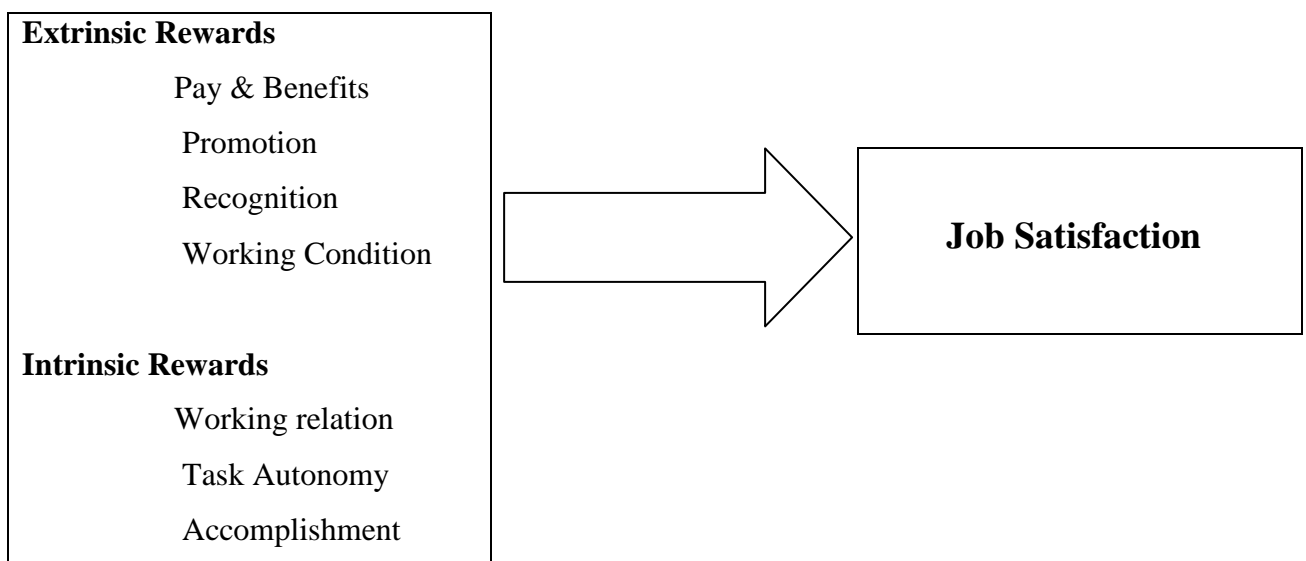 Extrinsic Rewards
Pay & Benefits
Promotion
Recognition
Working Condition
Job Satisfaction
Intrinsic Rewards
Working relation
Task Autonomy
Accomplishment